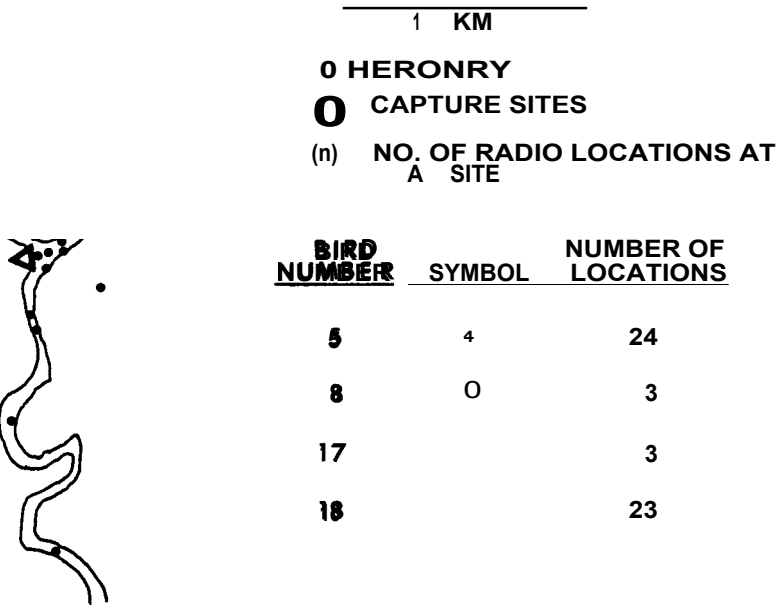 1 KM
0 HERONRY
O CAPTURE SITES
(n) NO. OF RADIO LOCATIONS AT
A SITE
BIRD NUMBER OF
NUMBER SYMBOL LOCATIONS
5 4 24
8 O 3
17 3
18 23